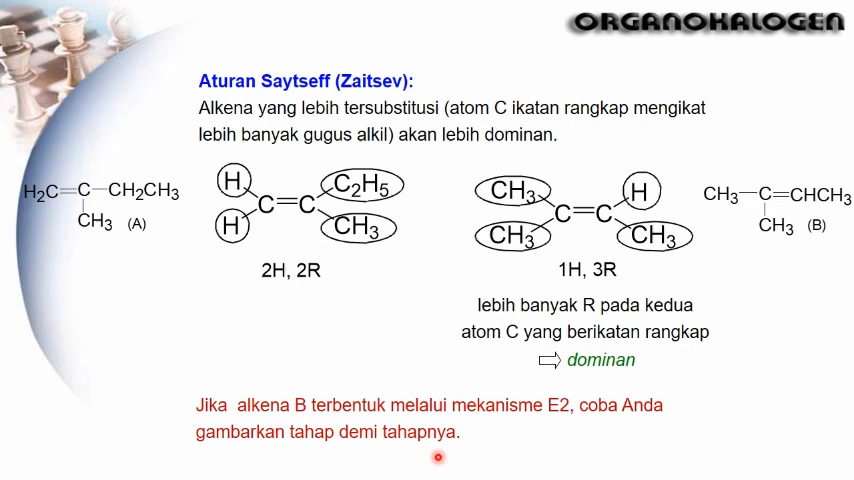 ORGANOHALOGEN
Aturan Saytseff (Zaitsev):
Alkena yang lebih tersubstitusi (atom C ikatan rangkap mengikat
lebih banyak gugus alkil) akan lebih dominan.
H₂C=C—CH₂CH₃
CH₃ (A)
H C₂H₅
C=C
H CH₃
2H, 2R
CH₃ H
C=C
CH₃ CH₃
1H, 3R
CH₃—C=CHCH₃
CH₃ (B)
lebih banyak R pada kedua
atom C yang berikatan rangkap
⇨ dominan
Jika alkena B terbentuk melalui mekanisme E2, coba Anda
gambarkan tahap demi tahapnya.